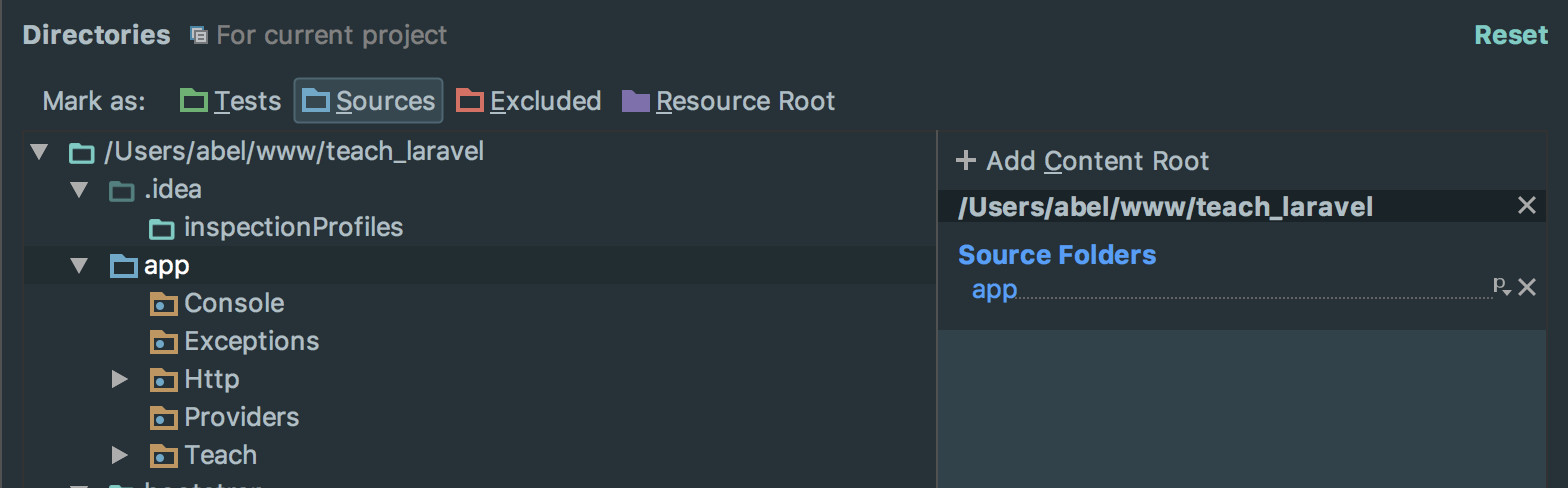 Directories For current project Reset
Mark as: Tests Sources Excluded Resource Root
/Users/abel/www/teach_laravel
.idea
inspectionProfiles
app
Console
Exceptions
Http
Providers
Teach
+ Add Content Root
/Users/abel/www/teach_laravel
Source Folders
app